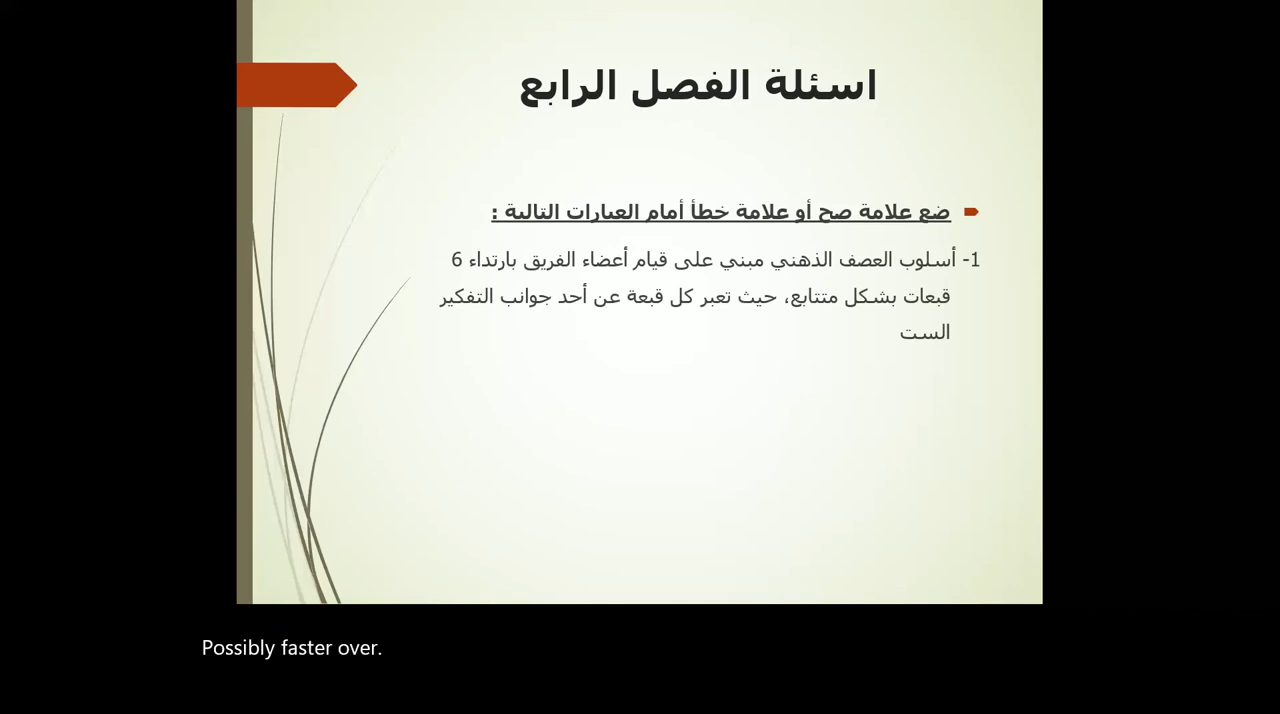 اسئلة الفصل الرابع
ضع علامة صح أو علامة خطأ أمام العبارات التالية :
1- أسلوب العصف الذهني مبني على قيام أعضاء الفريق بارتداء 6
قبعات بشكل متتابع، حيث تعبر كل قبعة عن أحد جوانب التفكير
الست
Possibly faster over.